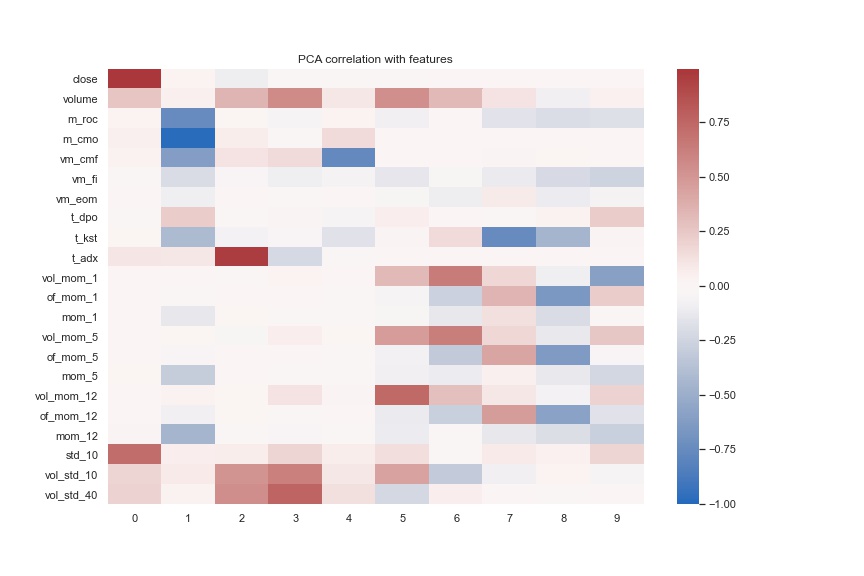 PCA correlation with features
close
volume
m_roc
m_cmo
vm_cmf
vm_fi
vm_eom
t_dpo
t_kst
t_adx
vol_mom_1
of_mom_1
mom_1
vol_mom_5
of_mom_5
mom_5
vol_mom_12
of_mom_12
mom_12
std_10
vol_std_10
vol_std_40
0 1 2 3 4 5 6 7 8 9
0.75
0.50
0.25
0.00
−0.25
−0.50
−0.75
−1.00